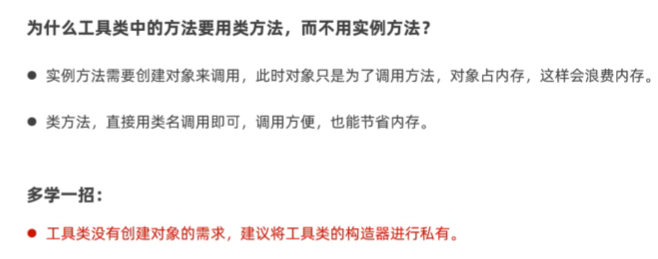 为什么工具类中的方法要用类方法，而不用实例方法？
● 实例方法需要创建对象来调用，此时对象只是为了调用方法，对象占内存，这样会浪费内存。
● 类方法，直接用类名调用即可，调用方便，也能节省内存。
多学一招：
● 工具类没有创建对象的需求，建议将工具类的构造器进行私有。